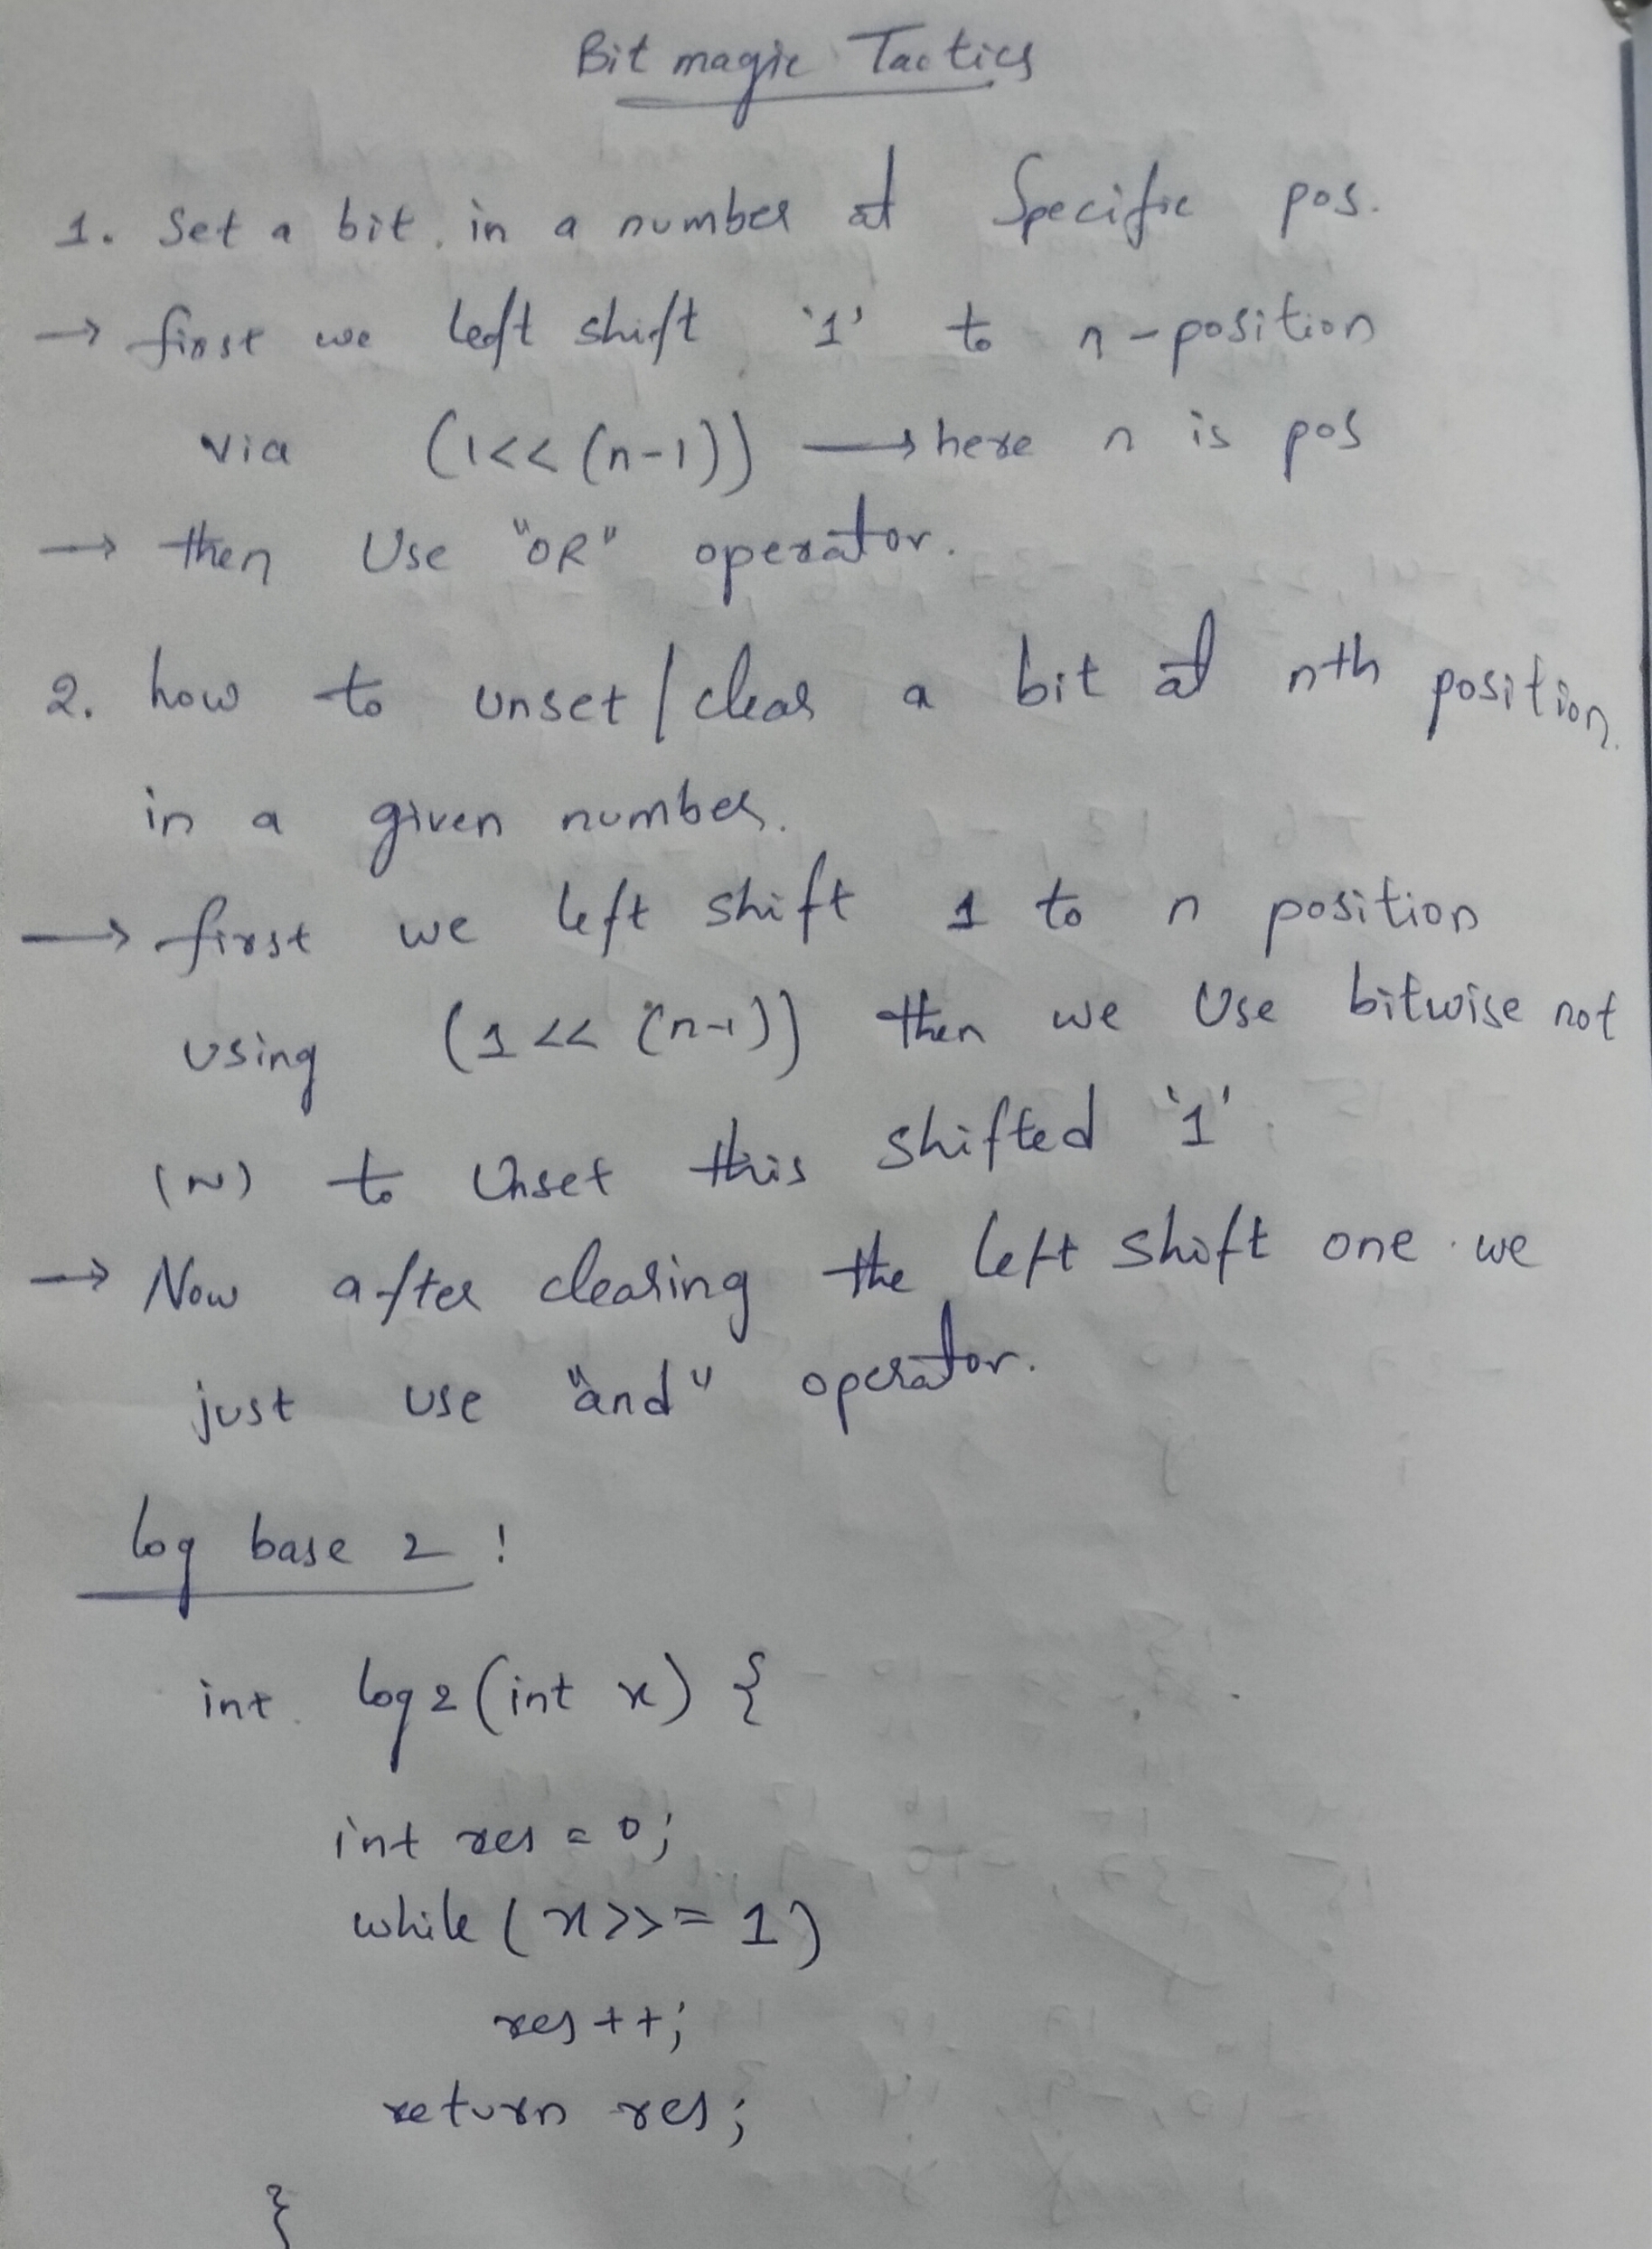 Bit magic Tactics
1. Set a bit in a number at Specific pos.
→ first we left shift '1' to n-position
via (1<<(n-1)) → here n is pos
→ then Use "OR" operator.
2. how to unset/clear a bit at nth position
in a given number.
→ first we left shift 1 to n position
using (1 << (n-1)) then we Use bitwise not
(~) to Unset this shifted '1'.
→ Now after clearing the left shift one we
just use "and" operator.
log base 2 :
int log2(int x) {
int res = 0;
while (x>>= 1)
res++;
return res;
}